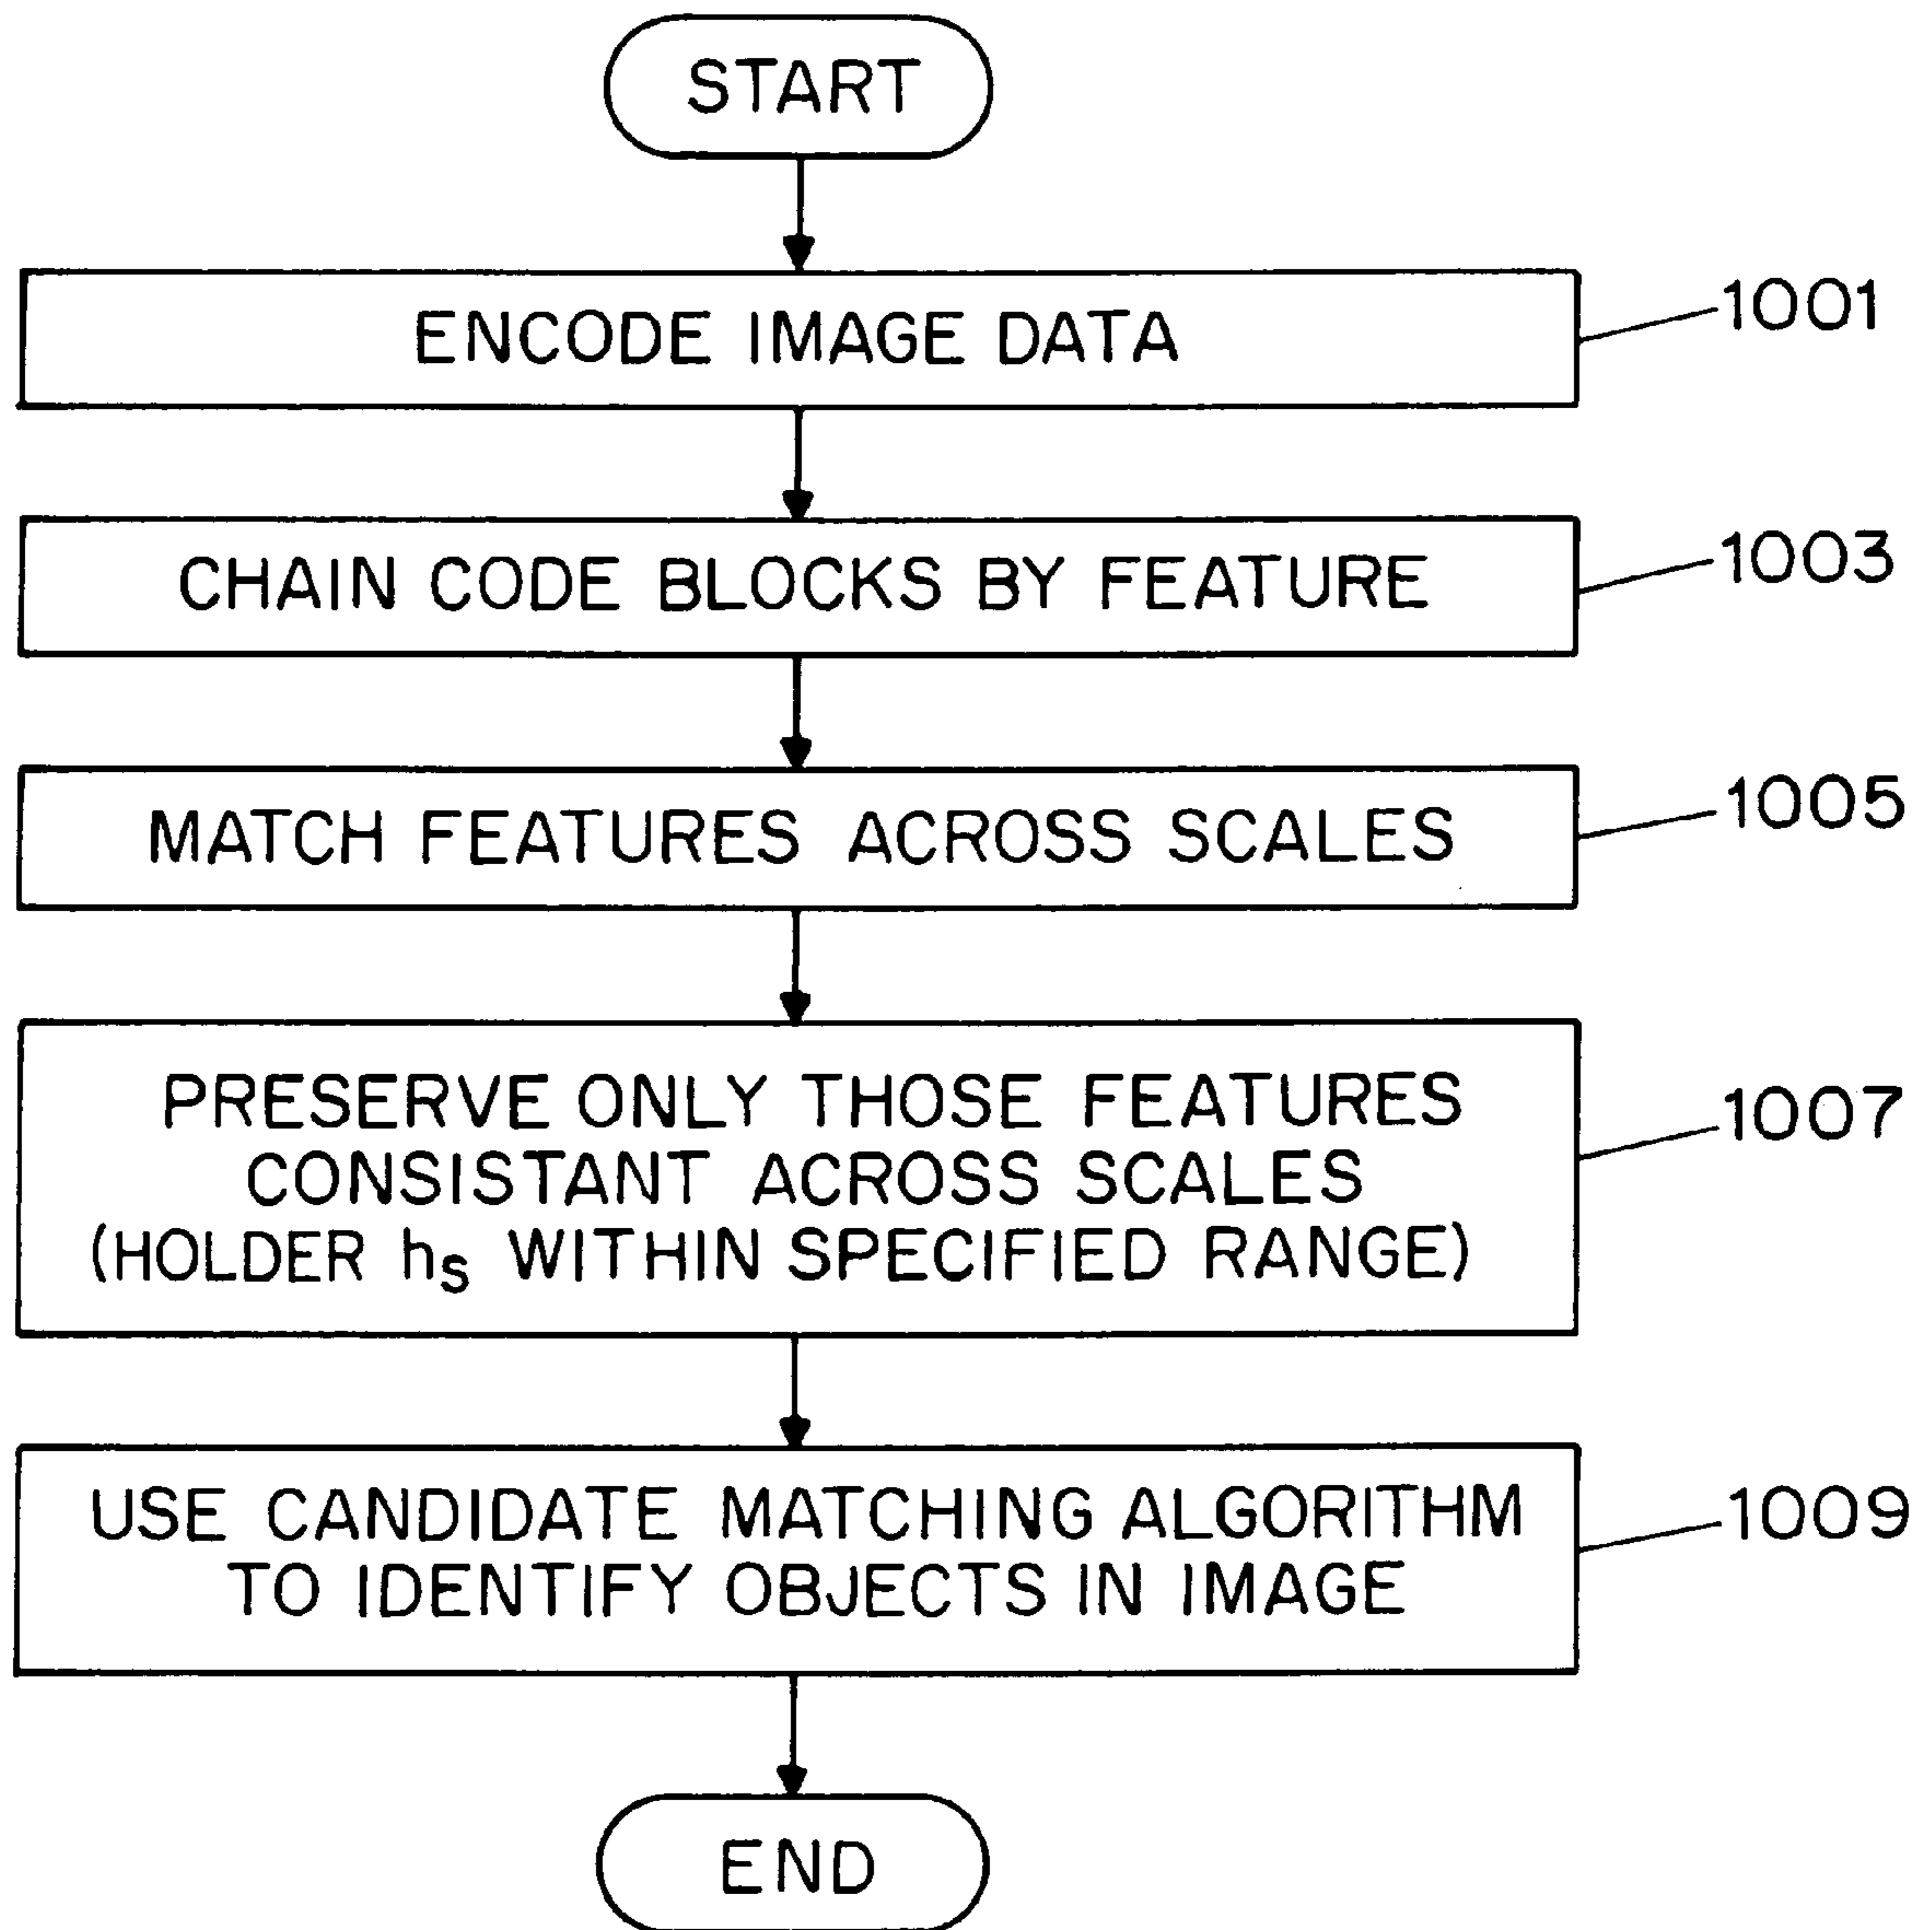 START
ENCODE IMAGE DATA
1001
CHAIN CODE BLOCKS BY FEATURE
1003
MATCH FEATURES ACROSS SCALES
1005
PRESERVE ONLY THOSE FEATURES
CONSISTANT ACROSS SCALES
(HOLDER hs WITHIN SPECIFIED RANGE)
1007
USE CANDIDATE MATCHING ALGORITHM
TO IDENTIFY OBJECTS IN IMAGE
1009
END